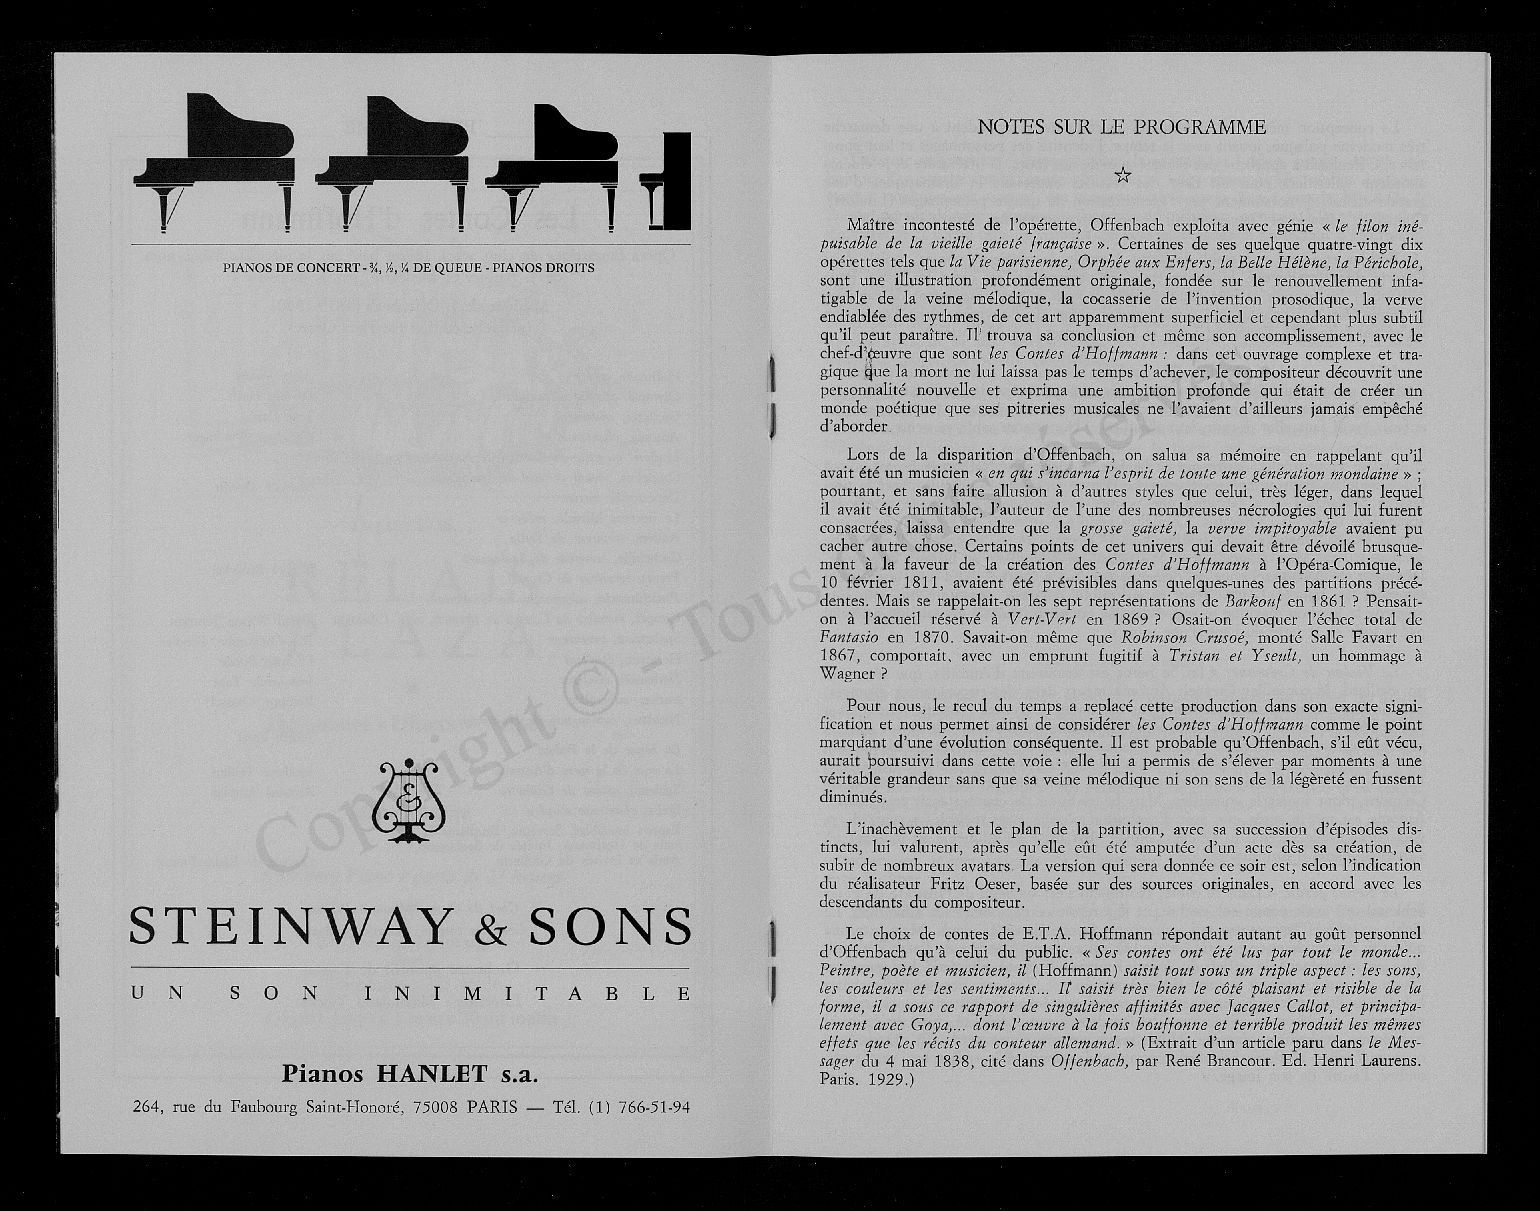 PIANOS DE CONCERT - ¾, ½, ¼ DE QUEUE - PIANOS DROITS
&
STEINWAY & SONS
UN SON INIMITABLE
Pianos HANLET s.a.
264, rue du Faubourg Saint-Honoré, 75008 PARIS — Tél. (1) 766-51-94
NOTES SUR LE PROGRAMME
☆
Maître incontesté de l'opérette, Offenbach exploita avec génie « le filon iné-
puisable de la vieille gaieté française ». Certaines de ses quelque quatre-vingt dix
opérettes tels que la Vie parisienne, Orphée aux Enfers, la Belle Hélène, la Périchole,
sont une illustration profondément originale, fondée sur le renouvellement infa-
tigable de la veine mélodique, la cocasserie de l'invention prosodique, la verve
endiablée des rythmes, de cet art apparemment superficiel et cependant plus subtil
qu'il peut paraître. Il trouva sa conclusion et même son accomplissement, avec le
chef-d'œuvre que sont les Contes d'Hoffmann : dans cet ouvrage complexe et tra-
gique que la mort ne lui laissa pas le temps d'achever, le compositeur découvrit une
personnalité nouvelle et exprima une ambition profonde qui était de créer un
monde poétique que ses pitreries musicales ne l'avaient d'ailleurs jamais empêché
d'aborder.
Lors de la disparition d'Offenbach, on salua sa mémoire en rappelant qu'il
avait été un musicien « en qui s'incarna l'esprit de toute une génération mondaine » ;
pourtant, et sans faire allusion à d'autres styles que celui, très léger, dans lequel
il avait été inimitable, l'auteur de l'une des nombreuses nécrologies qui lui furent
consacrées, laissa entendre que la grosse gaieté, la verve impitoyable avaient pu
cacher autre chose. Certains points de cet univers qui devait être dévoilé brusque-
ment à la faveur de la création des Contes d'Hoffmann à l'Opéra-Comique, le
10 février 1811, avaient été prévisibles dans quelques-unes des partitions précé-
dentes. Mais se rappelait-on les sept représentations de Barkouf en 1861 ? Pensait-
on à l'accueil réservé à Vert-Vert en 1869 ? Osait-on évoquer l'échec total de
Fantasio en 1870. Savait-on même que Robinson Crusoé, monté Salle Favart en
1867, comportait, avec un emprunt fugitif à Tristan et Yseult, un hommage à
Wagner ?
Pour nous, le recul du temps a replacé cette production dans son exacte signi-
fication et nous permet ainsi de considérer les Contes d'Hoffmann comme le point
marquant d'une évolution conséquente. Il est probable qu'Offenbach, s'il eût vécu,
aurait poursuivi dans cette voie : elle lui a permis de s'élever par moments à une
véritable grandeur sans que sa veine mélodique ni son sens de la légèreté en fussent
diminués.
L'inachèvement et le plan de la partition, avec sa succession d'épisodes dis-
tincts, lui valurent, après qu'elle eût été amputée d'un acte dès sa création, de
subir de nombreux avatars. La version qui sera donnée ce soir est, selon l'indication
du réalisateur Fritz Oeser, basée sur des sources originales, en accord avec les
descendants du compositeur.
Le choix de contes de E.T.A. Hoffmann répondait autant au goût personnel
d'Offenbach qu'à celui du public. « Ses contes ont été lus par tout le monde...
Peintre, poète et musicien, il (Hoffmann) saisit tout sous un triple aspect : les sons,
les couleurs et les sentiments... Il saisit très bien le côté plaisant et risible de la
forme, il a sous ce rapport de singulières affinités avec Jacques Callot, et principa-
lement avec Goya,... dont l'œuvre à la fois bouffonne et terrible produit les mêmes
effets que les récits du conteur allemand. » (Extrait d'un article paru dans le Mes-
sager du 4 mai 1838, cité dans Offenbach, par René Brancour. Ed. Henri Laurens.
Paris. 1929.)
Copyright © - Tous droits réservés